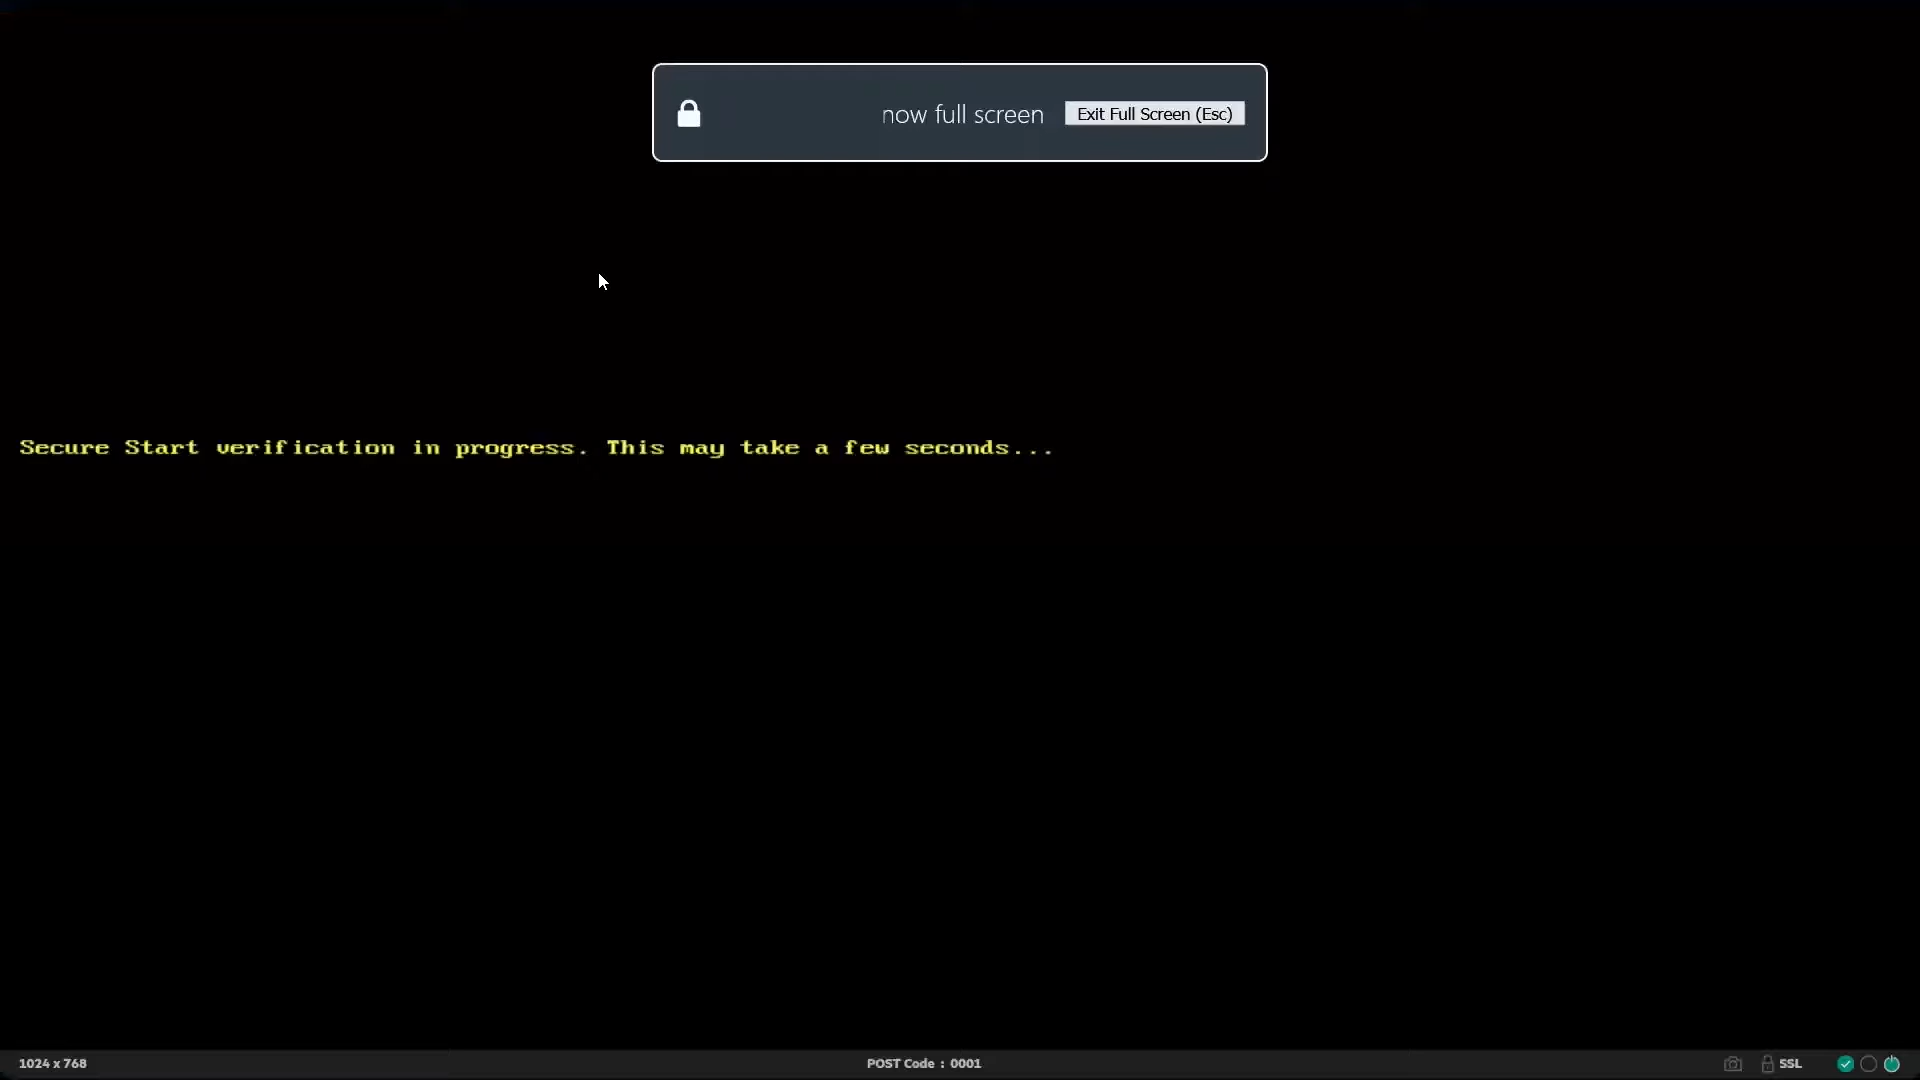 now full screen Exit Full Screen (Esc)
Secure Start verification in progress. This may take a few seconds...
1024 x 768 POST Code : 0001 SSL